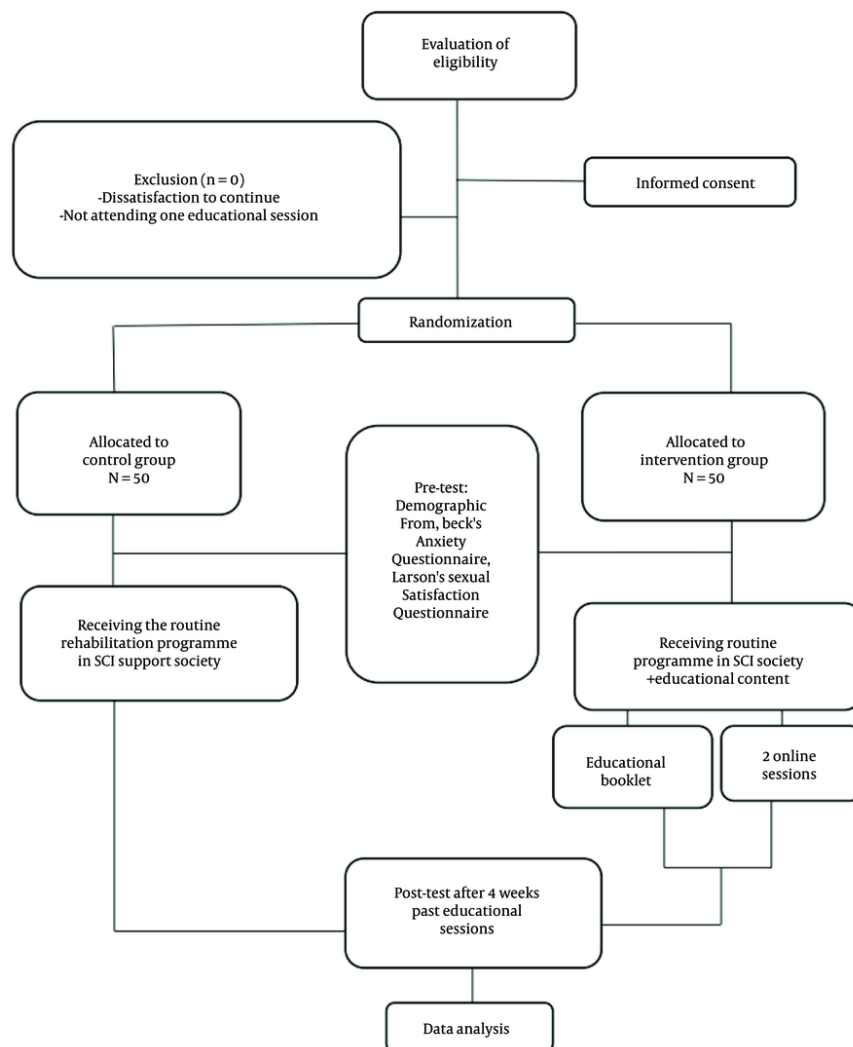 Evaluation of
eligibility
Exclusion (n = 0)
-Dissatisfaction to continue
-Not attending one educational session
Informed consent
Randomization
Allocated to
control group
N = 50
Pre-test:
Demographic
From, beck's
Anxiety
Questionnaire,
Larson's sexual
Satisfaction
Questionnaire
Allocated to
intervention group
N = 50
Receiving the routine
rehabilitation programme
in SCI support society
Receiving routine
programme in SCI society
+educational content
Educational
booklet
2 online
sessions
Post-test after 4 weeks
past educational
sessions
Data analysis